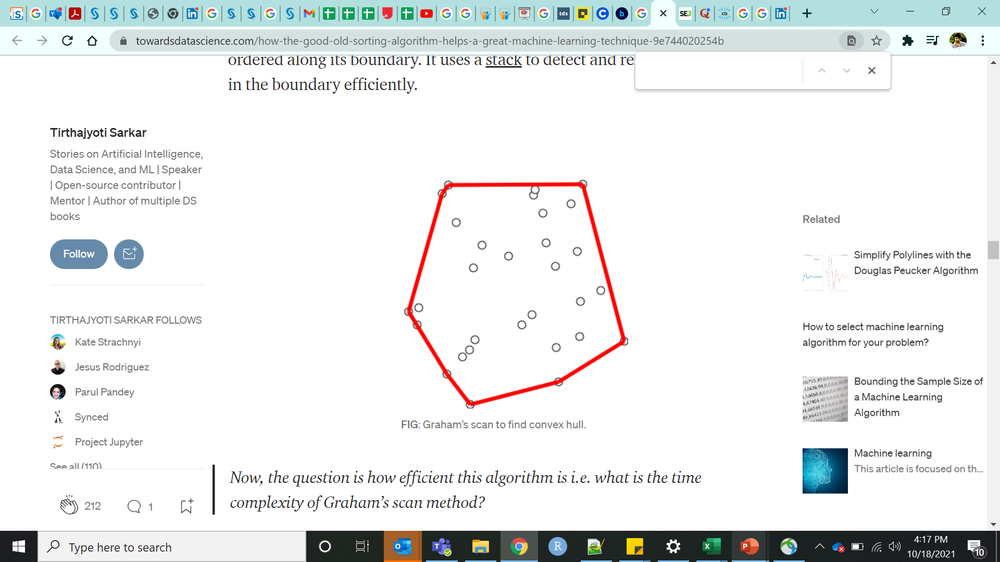 towardsdatascience.com/how-the-good-old-sorting-algorithm-helps-a-great-machine-learning-technique-9e744020254b
ordered along its boundary. It uses a stack to detect and re
in the boundary efficiently.
Tirthajyoti Sarkar
Stories on Artificial Intelligence,
Data Science, and ML | Speaker
| Open-source contributor |
Mentor | Author of multiple DS
books
Follow
TIRTHAJYOTI SARKAR FOLLOWS
Kate Strachnyi
Jesus Rodriguez
Parul Pandey
Synced
Project Jupyter
See all (110)
212
1
FIG: Graham's scan to find convex hull.
Now, the question is how efficient this algorithm is i.e. what is the time
complexity of Graham's scan method?
Related
Simplify Polylines with the
Douglas Peucker Algorithm
How to select machine learning
algorithm for your problem?
Bounding the Sample Size of
a Machine Learning
Algorithm
Machine learning
This article is focused on th...
Type here to search
4:17 PM
10/18/2021
10